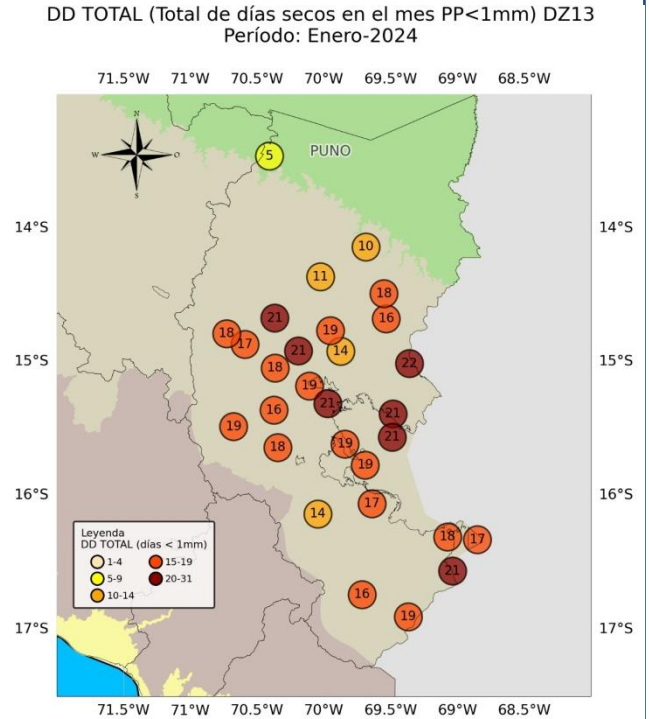 DD TOTAL (Total de días secos en el mes PP<1mm) DZ13
Período: Enero-2024
71.5°W 71°W 70.5°W 70°W 69.5°W 69°W 68.5°W
N
W O
S
PUNO
5
14°S 14°S
10
11
18
21 16
18 19
17 21 14
15°S 15°S
22
18
19
21
16 21
19 21
18 19
19
16°S 16°S
17
14
18 17
21
16
19
Leyenda
DD TOTAL (días < 1mm)
1-4 15-19
5-9 20-31
10-14
17°S 17°S
71.5°W 71°W 70.5°W 70°W 69.5°W 69°W 68.5°W